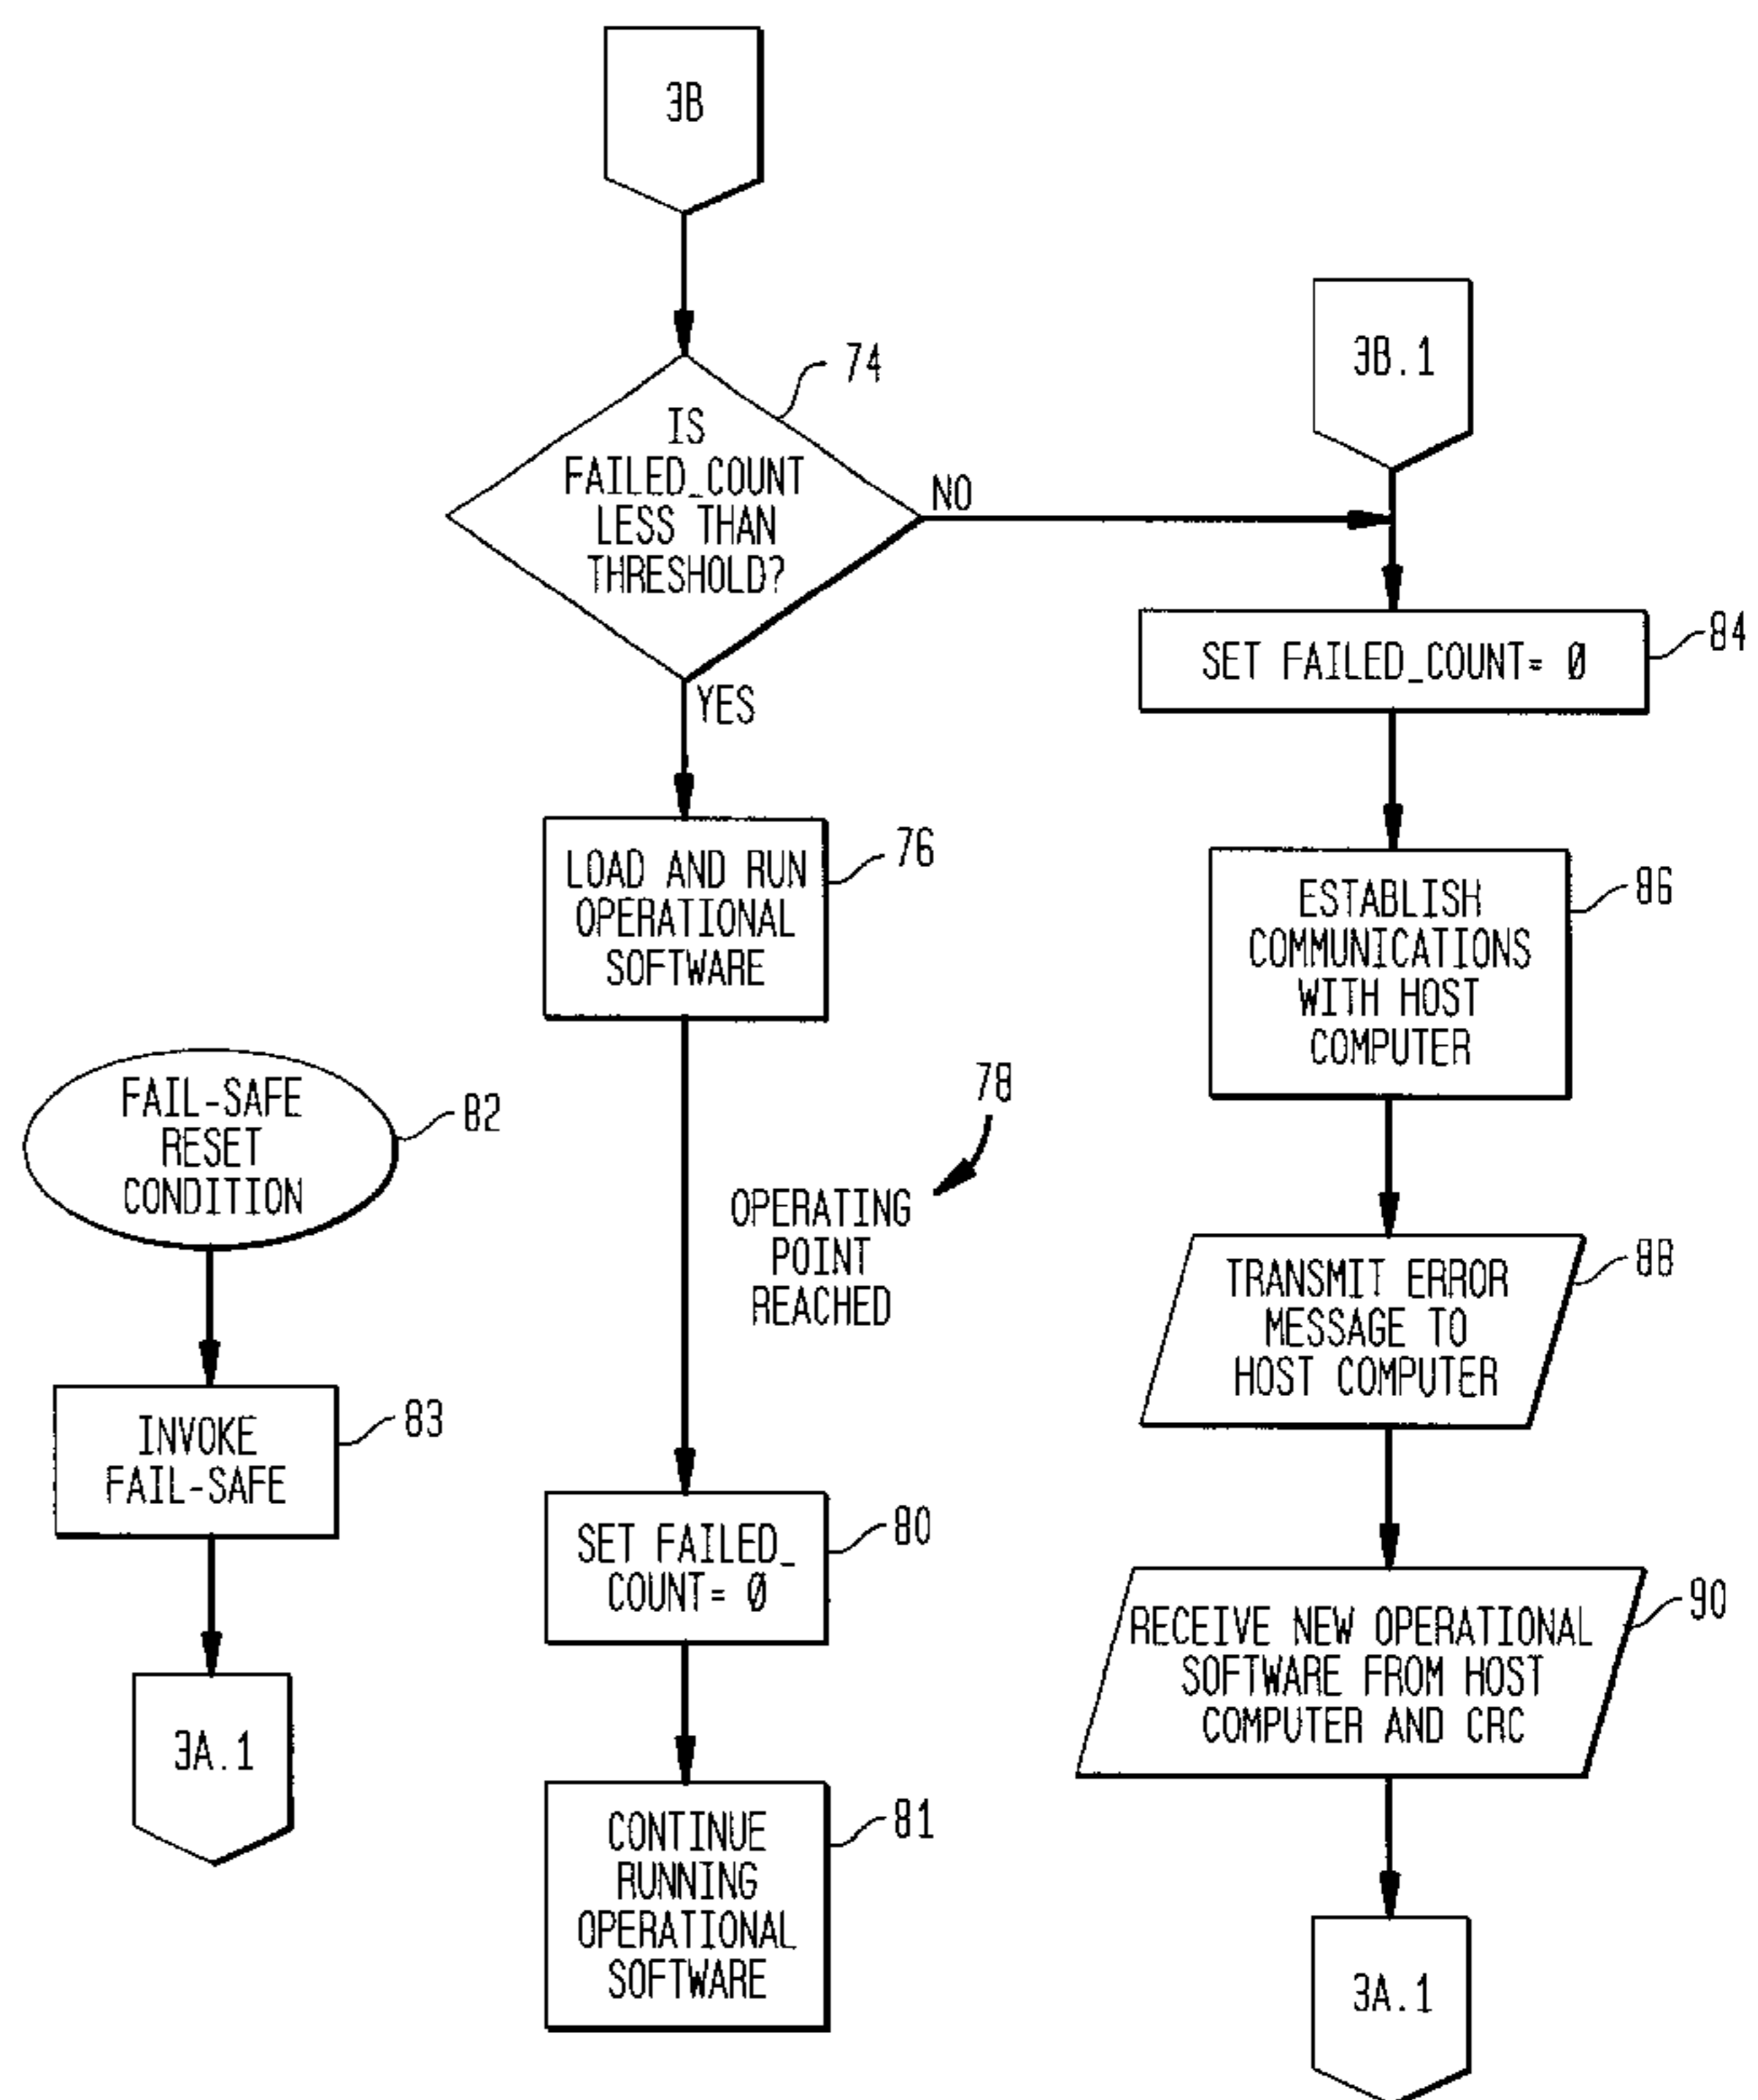 3B
74
IS
FAILED_COUNT
LESS THAN
THRESHOLD?
NO
YES
3B.1
SET FAILED_COUNT= Ø
84
LOAD AND RUN
OPERATIONAL
SOFTWARE
76
ESTABLISH
COMMUNICATIONS
WITH HOST
COMPUTER
86
FAIL-SAFE
RESET
CONDITION
82
78
OPERATING
POINT
REACHED
TRANSMIT ERROR
MESSAGE TO
HOST COMPUTER
88
INVOKE
FAIL-SAFE
83
SET FAILED_
COUNT= Ø
80
RECEIVE NEW OPERATIONAL
SOFTWARE FROM HOST
COMPUTER AND CRC
90
3A.1
CONTINUE
RUNNING
OPERATIONAL
SOFTWARE
81
3A.1